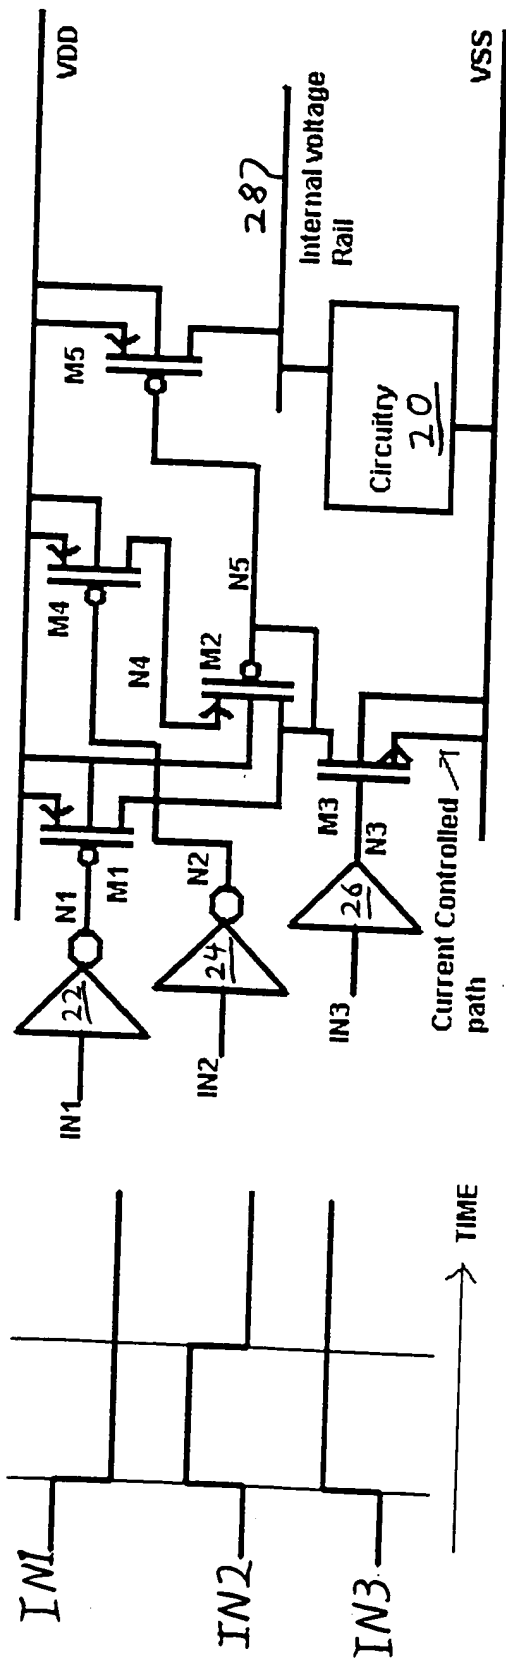 VDD
M5
287
Internal voltage
Rail
Circuitry
20
VSS
M4
N4
M2
N5
N1
M1
N2
M3
N3
22
24
26
IN1
IN2
IN3
Current Controlled
path
IN1
IN2
IN3
TIME